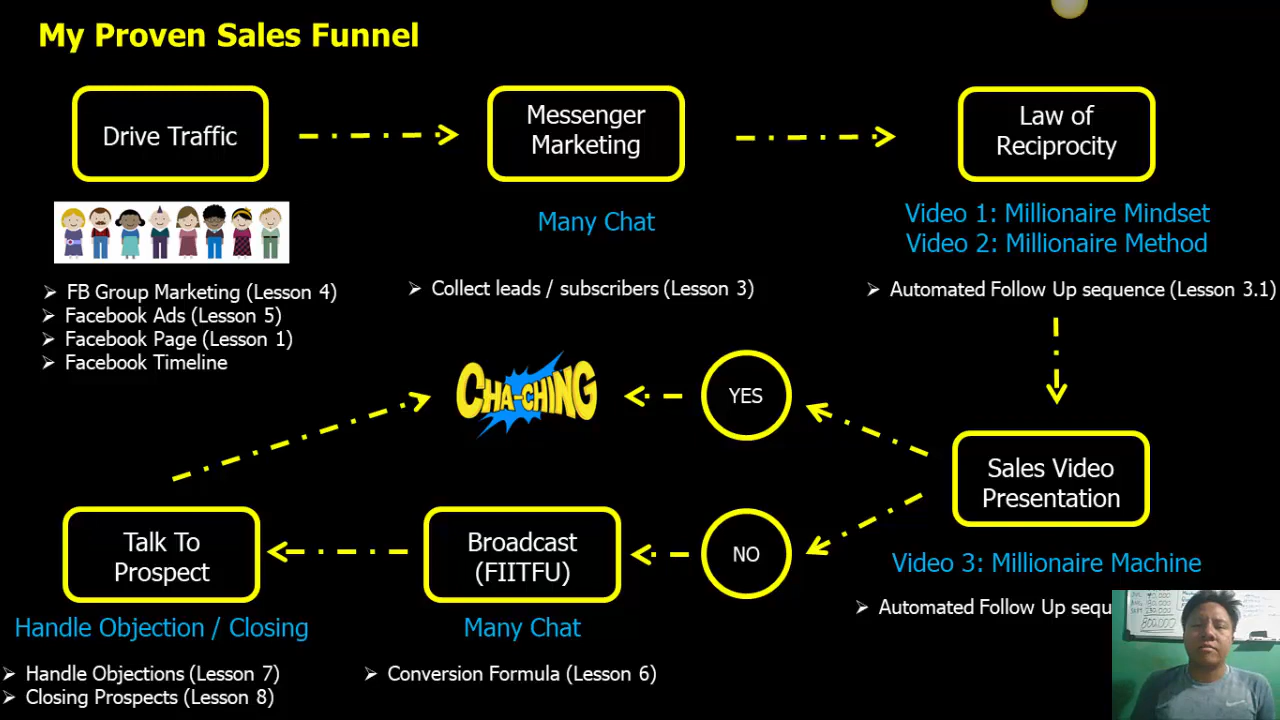 My Proven Sales Funnel
Drive Traffic
Messenger
Marketing
Law of
Reciprocity
Many Chat
Video 1: Millionaire Mindset
Video 2: Millionaire Method
➢ FB Group Marketing (Lesson 4)
➢ Facebook Ads (Lesson 5)
➢ Facebook Page (Lesson 1)
➢ Facebook Timeline
➢ Collect leads / subscribers (Lesson 3)
➢ Automated Follow Up sequence (Lesson 3.1)
CHA-CHING
YES
Sales Video
Presentation
Talk To
Prospect
Broadcast
(FIITFU)
NO
Video 3: Millionaire Machine
➢ Automated Follow Up sequ
Handle Objection / Closing
Many Chat
➢ Handle Objections (Lesson 7)
➢ Closing Prospects (Lesson 8)
➢ Conversion Formula (Lesson 6)
800,000